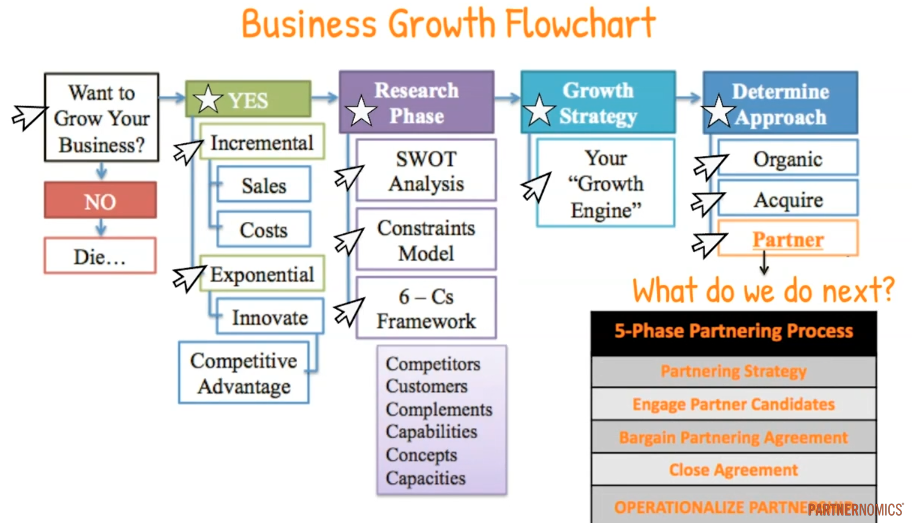 Business Growth Flowchart
Want to
Grow Your
Business?
NO
Die…
YES
Incremental
Sales
Costs
Exponential
Innovate
Competitive
Advantage
Research
Phase
SWOT
Analysis
Constraints
Model
6 – Cs
Framework
Competitors
Customers
Complements
Capabilities
Concepts
Capacities
Growth
Strategy
Your
“Growth
Engine”
Determine
Approach
Organic
Acquire
Partner
What do we do next?
5-Phase Partnering Process
Partnering Strategy
Engage Partner Candidates
Bargain Partnering Agreement
Close Agreement
OPERATIONALIZE PARTNERSHIP
PARTNERNOMICS